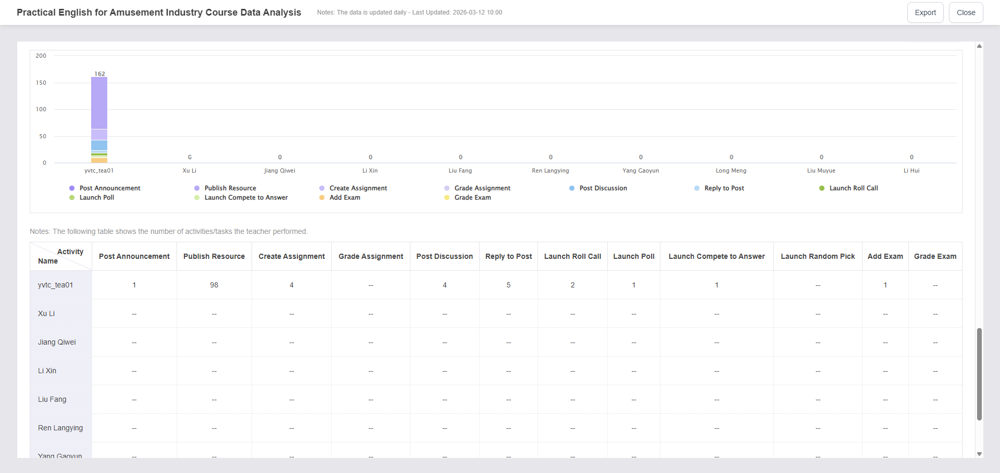 Practical English for Amusement Industry Course Data Analysis Notes: The data is updated daily - Last Updated: 2026-03-12 10:00 Export Close
200
162
150
100
50
0 0 0 0 0 0 0 0 0
0
yvtc_tea01 Xu Li Jiang Qiwei Li Xin Liu Fang Ren Langying Yang Gaoyun Long Meng Liu Muyue Li Hui
Post Announcement Publish Resource Create Assignment Grade Assignment Post Discussion Reply to Post Launch Roll Call
Launch Poll Launch Compete to Answer Add Exam Grade Exam
Notes: The following table shows the number of activities/tasks the teacher performed.
Activity
Name
Post Announcement Publish Resource Create Assignment Grade Assignment Post Discussion Reply to Post Launch Roll Call Launch Poll Launch Compete to Answer Launch Random Pick Add Exam Grade Exam
yvtc_tea01 1 98 4 -- 4 5 2 1 1 -- 1 --
Xu Li -- -- -- -- -- -- -- -- -- -- -- --
Jiang Qiwei -- -- -- -- -- -- -- -- -- -- -- --
Li Xin -- -- -- -- -- -- -- -- -- -- -- --
Liu Fang -- -- -- -- -- -- -- -- -- -- -- --
Ren Langying -- -- -- -- -- -- -- -- -- -- -- --
Yang Gaoyun -- -- -- -- -- -- -- -- -- -- -- --